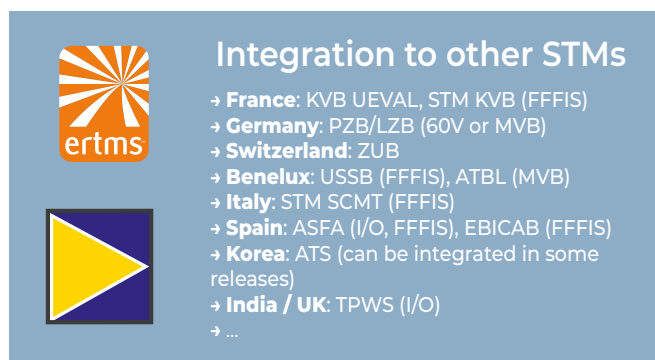 Integration to other STMs
ertms
→ France: KVB UEVAL, STM KVB (FFFIS)
→ Germany: PZB/LZB (60V or MVB)
→ Switzerland: ZUB
→ Benelux: USSB (FFFIS), ATBL (MVB)
→ Italy: STM SCMT (FFFIS)
→ Spain: ASFA (I/O, FFFIS), EBICAB (FFFIS)
→ Korea: ATS (can be integrated in some
releases)
→ India / UK: TPWS (I/O)
→ ...